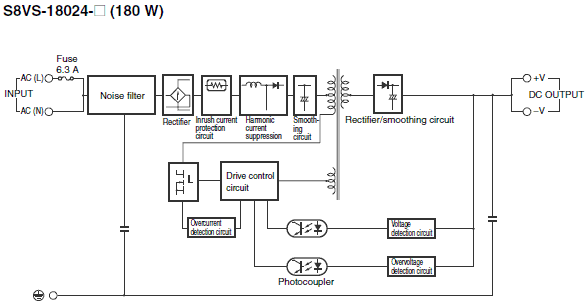 S8VS-18024-□ (180 W)
Fuse
6.3 A
AC (L)
INPUT
AC (N)
Noise filter
Rectifier
Inrush current
protection
circuit
Harmonic
current
suppression
Smooth-
ing
circuit
Rectifier/smoothing circuit
+V
DC OUTPUT
–V
Drive control
circuit
Overcurrent
detection circuit
Voltage
detection circuit
Overvoltage
detection circuit
Photocoupler